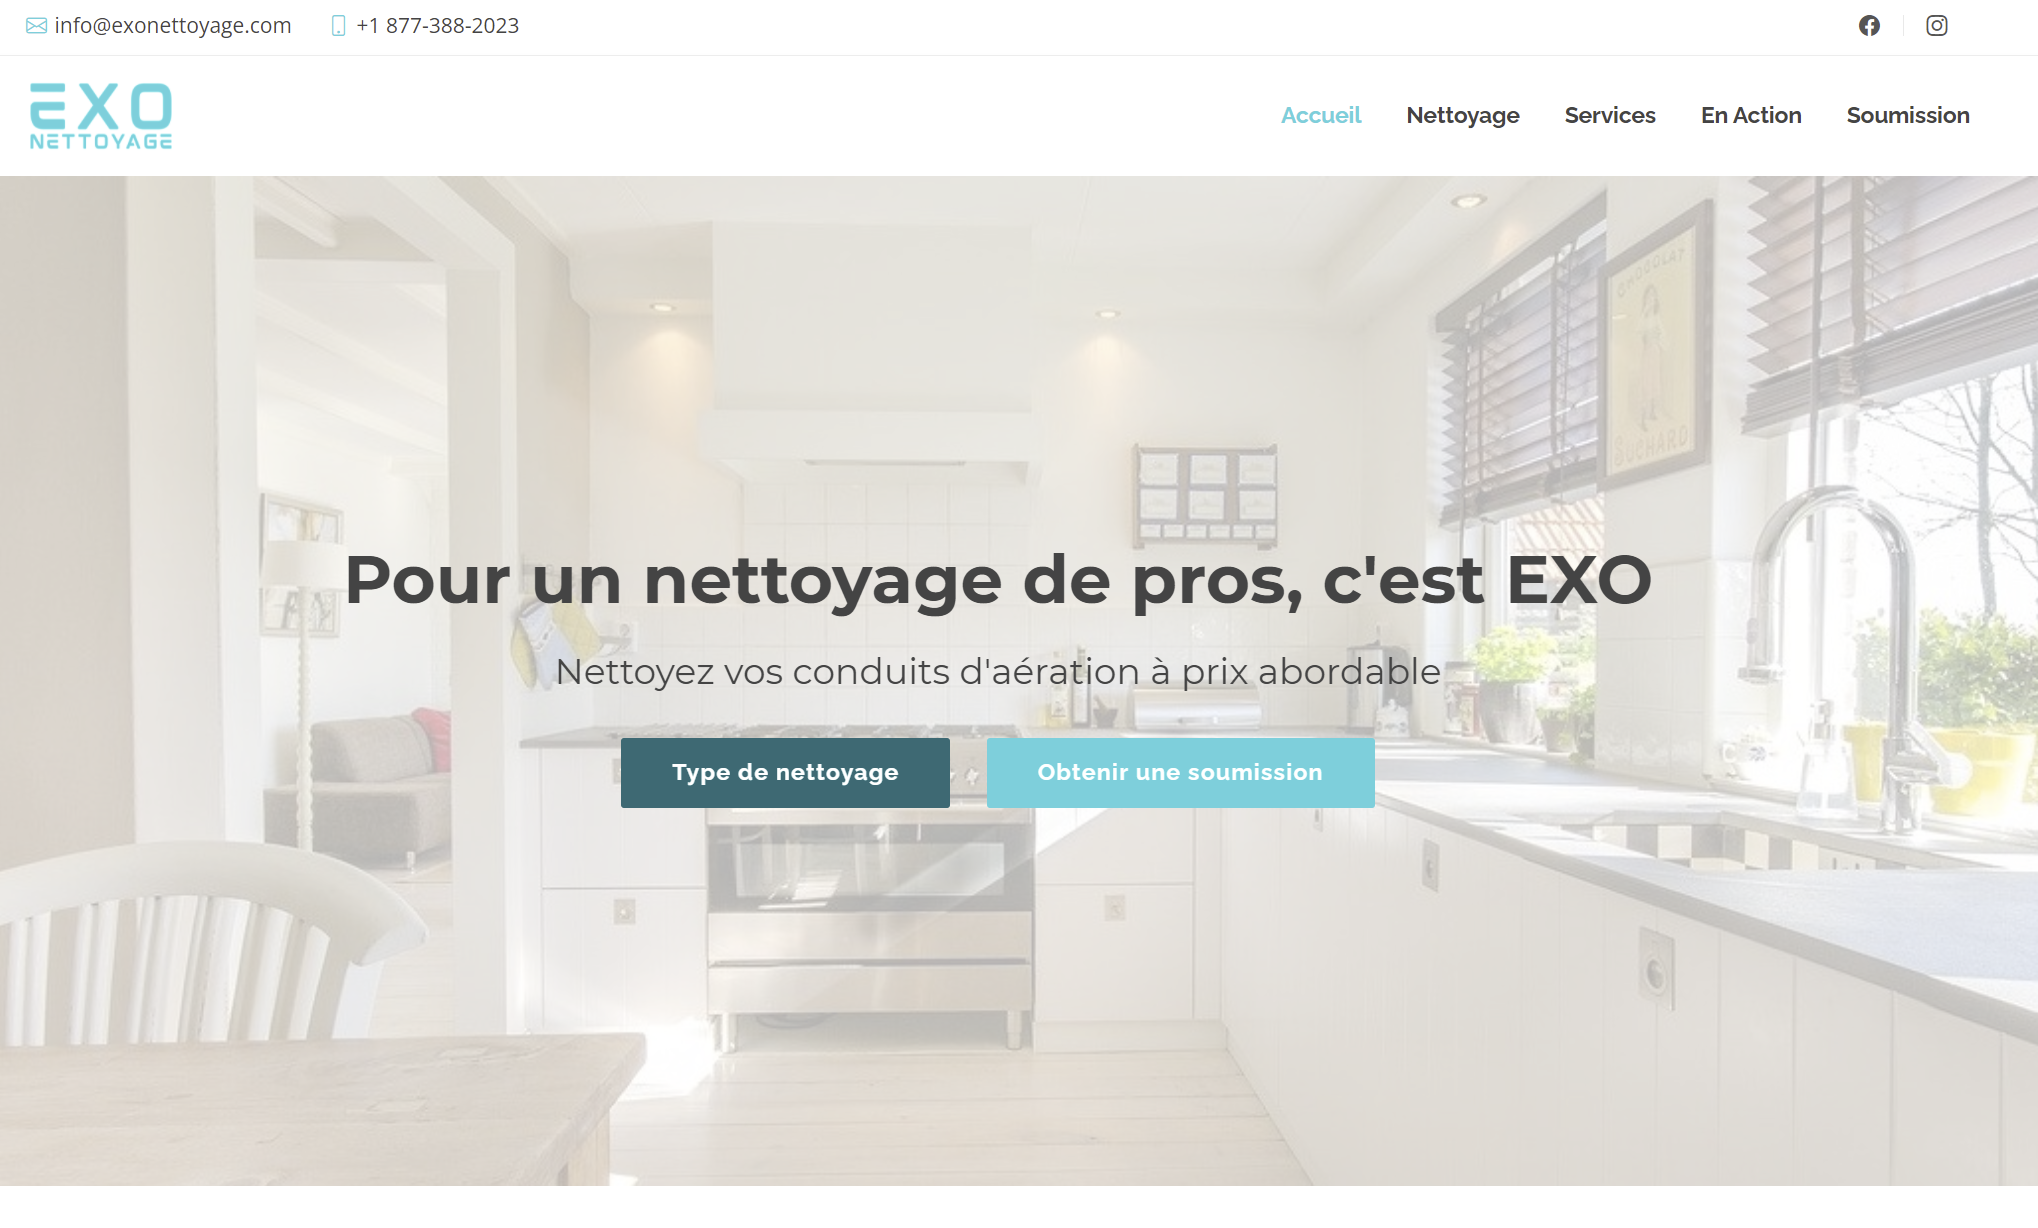 info@exonettoyage.com
+1 877-388-2023
EXO
NETTOYAGE
Accueil
Nettoyage
Services
En Action
Soumission
CHOCOLAT
SUCHARD
Pour un nettoyage de pros, c'est EXO
Nettoyez vos conduits d'aération à prix abordable
Type de nettoyage
Obtenir une soumission